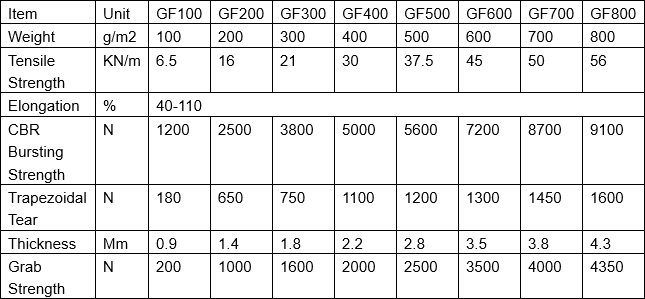 Item Unit GF100 GF200 GF300 GF400 GF500 GF600 GF700 GF800
Weight g/m2 100 200 300 400 500 600 700 800
Tensile KN/m 6.5 16 21 30 37.5 45 50 56
Strength
Elongation % 40-110
CBR N 1200 2500 3800 5000 5600 7200 8700 9100
Bursting
Strength
Trapezoidal N 180 650 750 1100 1200 1300 1450 1600
Tear
Thickness Mm 0.9 1.4 1.8 2.2 2.8 3.5 3.8 4.3
Grab N 200 1000 1600 2000 2500 3500 4000 4350
Strength